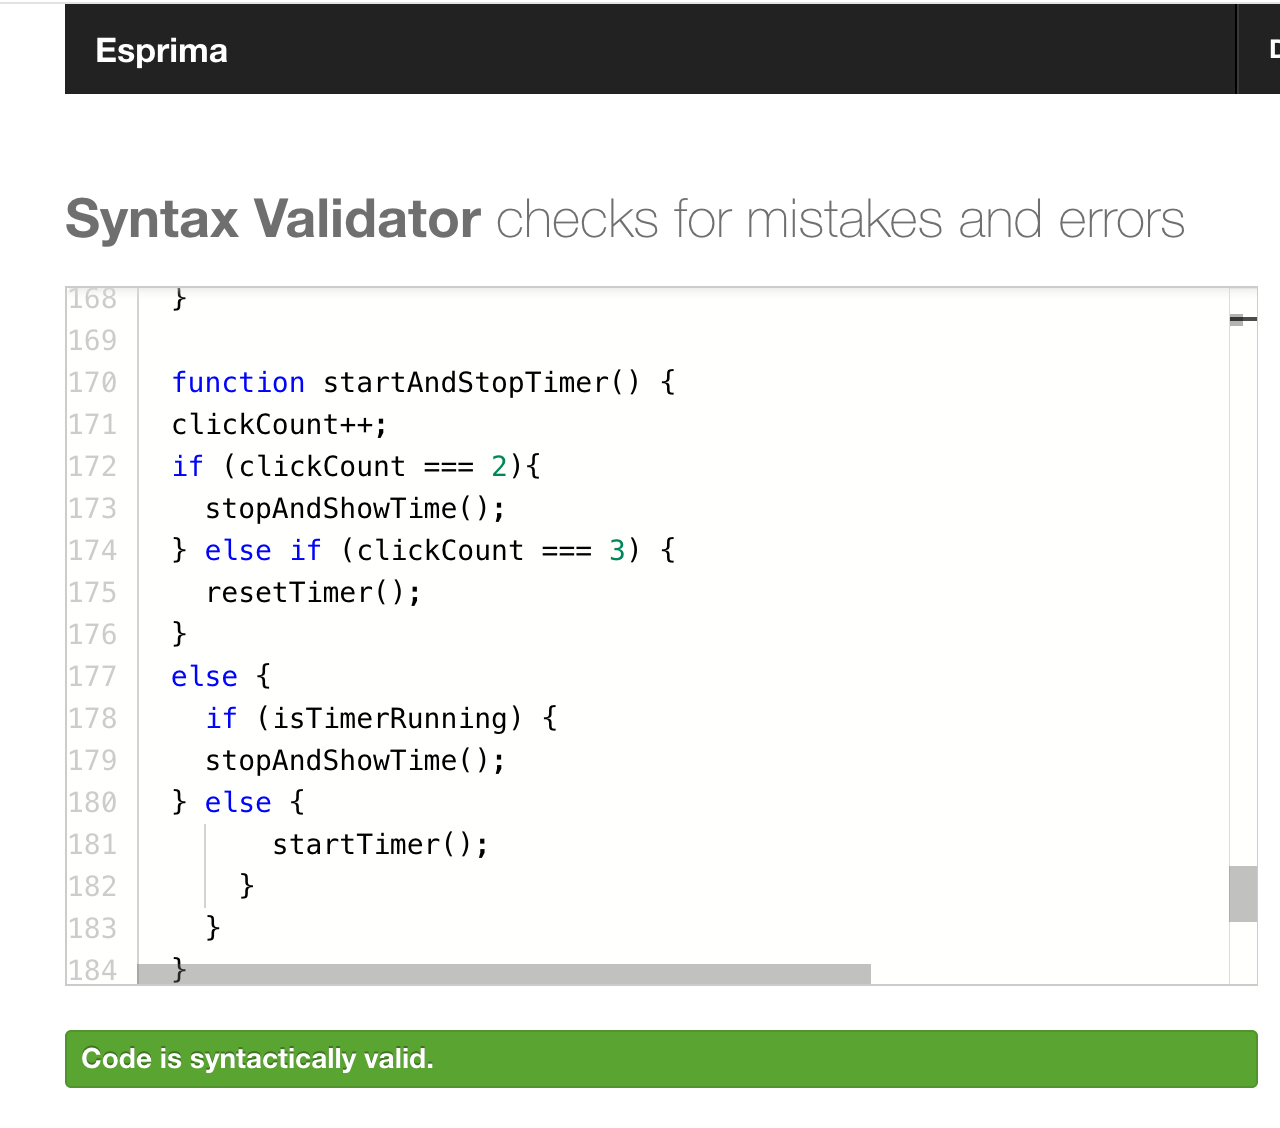 Esprima
Syntax Validator checks for mistakes and errors
168 }
169
170 function startAndStopTimer() {
171 clickCount++;
172 if (clickCount === 2){
173 stopAndShowTime();
174 } else if (clickCount === 3) {
175 resetTimer();
176 }
177 else {
178 if (isTimerRunning) {
179 stopAndShowTime();
180 } else {
181 startTimer();
182 }
183 }
184 }
Code is syntactically valid.